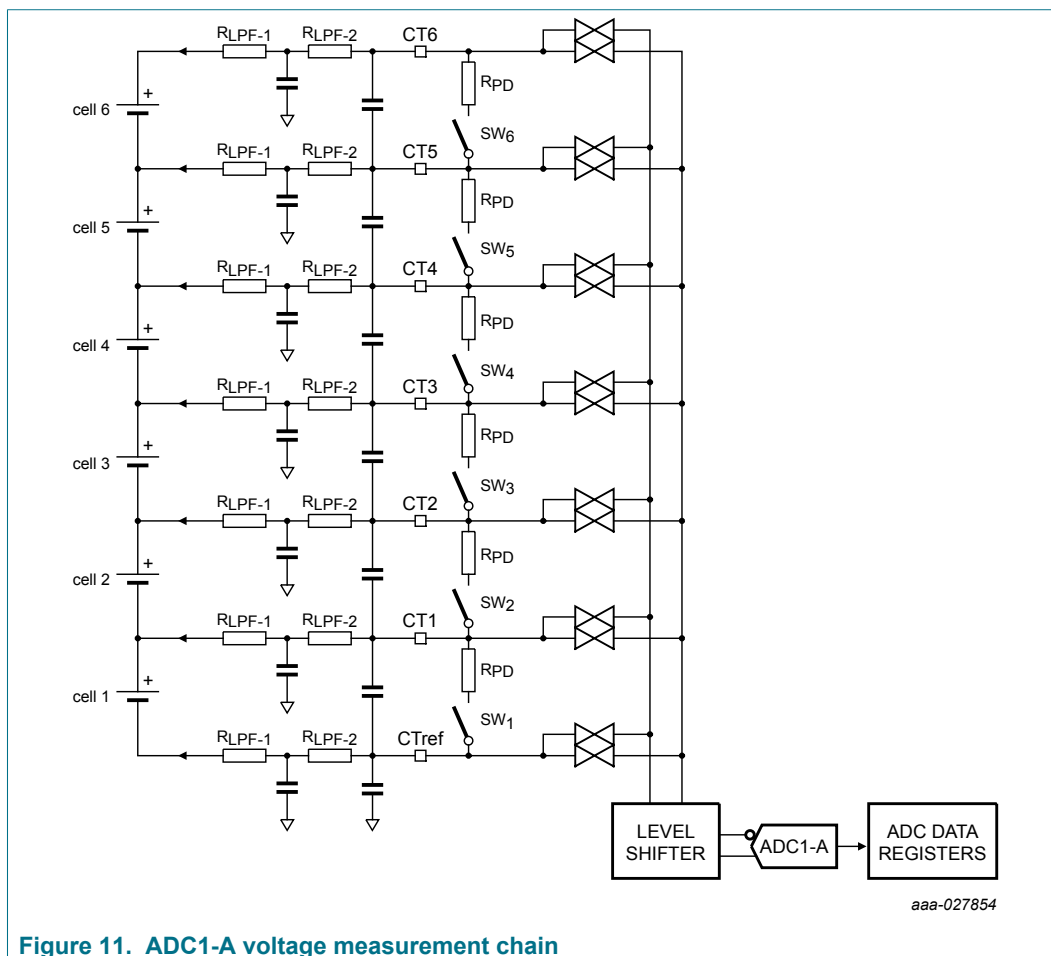 RLPF-1 RLPF-2 CT6
RPD
cell 6 +
SW6
RLPF-1 RLPF-2 CT5
RPD
cell 5 +
SW5
RLPF-1 RLPF-2 CT4
RPD
cell 4 +
SW4
RLPF-1 RLPF-2 CT3
RPD
cell 3 +
SW3
RLPF-1 RLPF-2 CT2
RPD
cell 2 +
SW2
RLPF-1 RLPF-2 CT1
RPD
cell 1 +
SW1
RLPF-1 RLPF-2 CTref
LEVEL
SHIFTER
ADC1-A
ADC DATA
REGISTERS
aaa-027854
Figure 11. ADC1-A voltage measurement chain